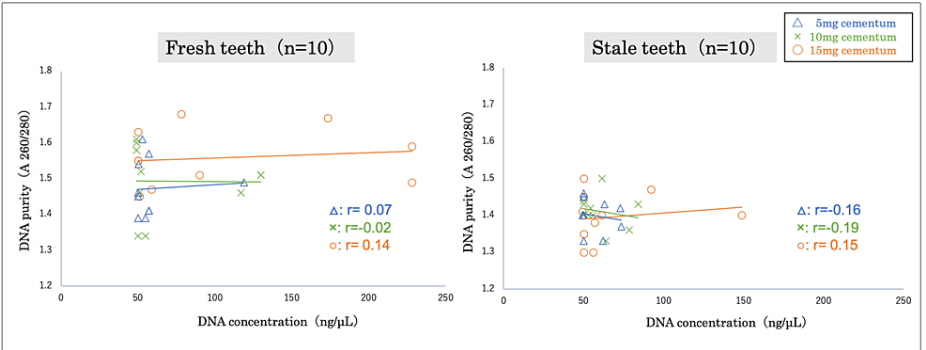 5mg cementum
10mg cementum
15mg cementum
Fresh teeth（n=10）
DNA purity（A 260/280）
1.8
1.7
1.6
1.5
1.4
1.3
1.2
0
50
100
150
200
250
DNA concentration（ng/μL）
△: r= 0.07
×: r=-0.02
○: r= 0.14
Stale teeth（n=10）
DNA purity（A 260/280）
1.8
1.7
1.6
1.5
1.4
1.3
1.2
0
50
100
150
200
250
DNA concentration（ng/μL）
△: r=-0.16
×: r=-0.19
○: r= 0.15